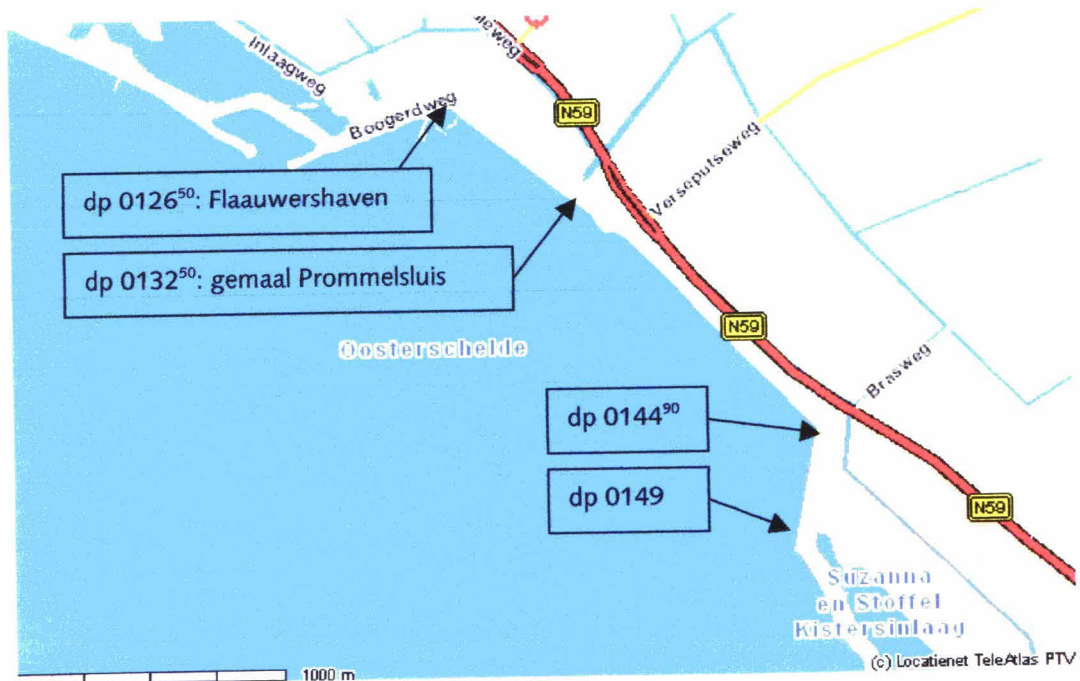 Inlaagweg
Boogerdweg
N59
Verseputseweg
dp 0126⁵⁰: Flaauwershaven
dp 0132⁵⁰: gemaal Prommelsluis
Oosterschelde
N59
Brasweg
dp 0144⁹⁰
dp 0149
N59
Suzanna
en Stoffel
Kistersinlaag
(c) Locatienet TeleAtlas PTV
1000 m